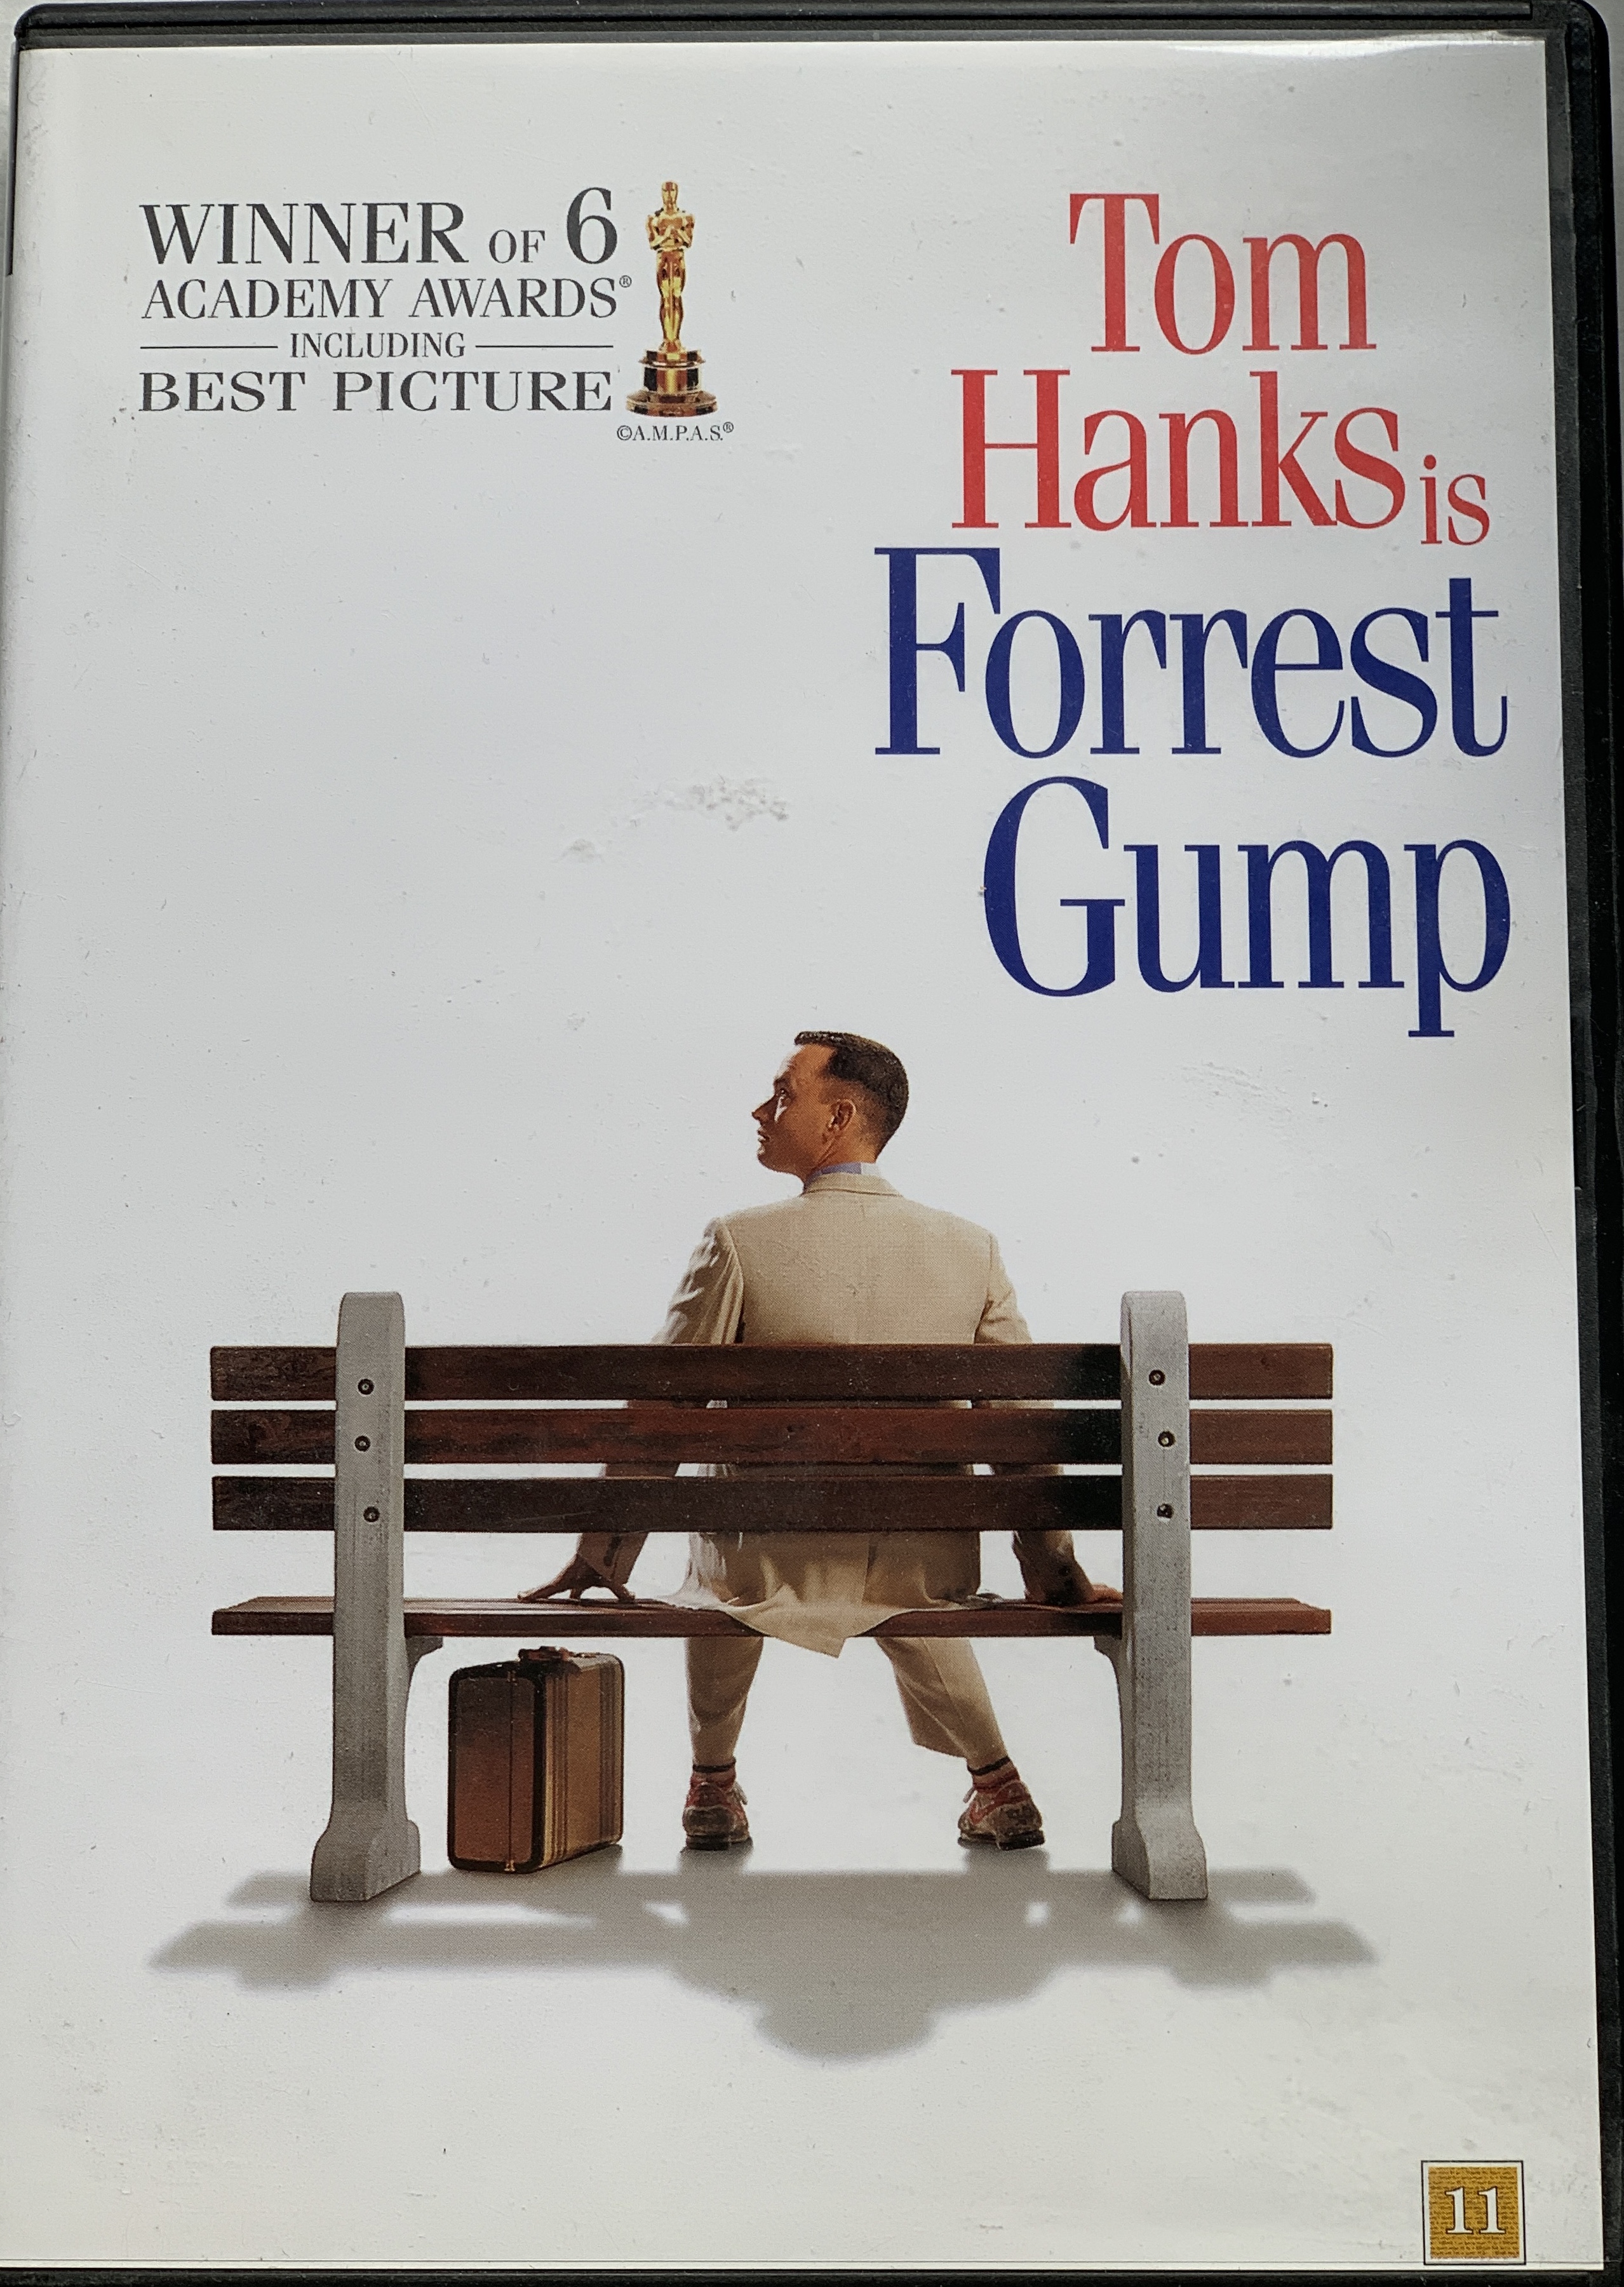 WINNER OF 6
ACADEMY AWARDS®
INCLUDING
BEST PICTURE
©A.M.P.A.S.®
Tom
Hanks is
Forrest
Gump
11